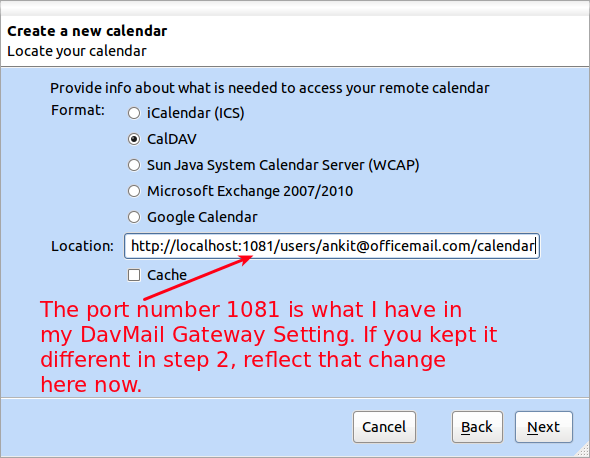 Create a new calendar
Locate your calendar
Provide info about what is needed to access your remote calendar
Format:
iCalendar (ICS)
CalDAV
Sun Java System Calendar Server (WCAP)
Microsoft Exchange 2007/2010
Google Calendar
Location: http://localhost:1081/users/ankit@officemail.com/calendar
Cache
The port number 1081 is what I have in
my DavMail Gateway Setting. If you kept it
different in step 2, reflect that change
here now.
Cancel Back Next